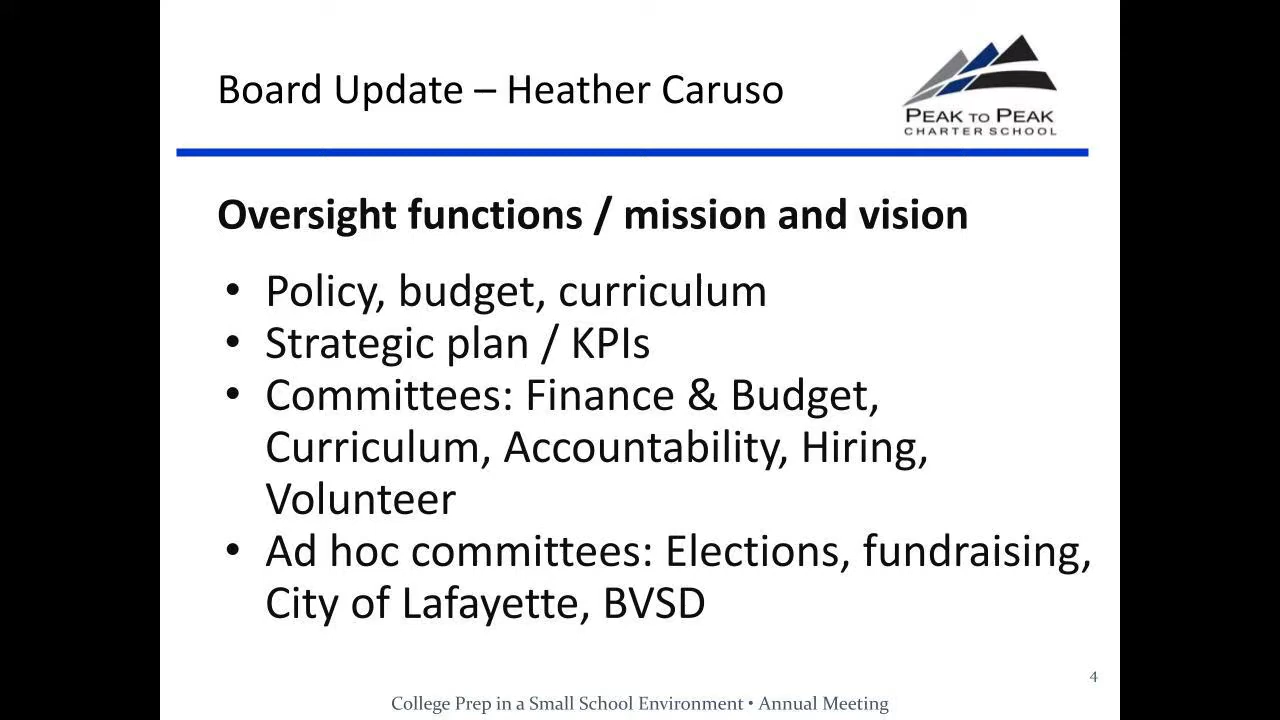 Board Update – Heather Caruso
PEAK TO PEAK
CHARTER SCHOOL
Oversight functions / mission and vision
• Policy, budget, curriculum
• Strategic plan / KPIs
• Committees: Finance & Budget,
Curriculum, Accountability, Hiring,
Volunteer
• Ad hoc committees: Elections, fundraising,
City of Lafayette, BVSD
4
College Prep in a Small School Environment • Annual Meeting